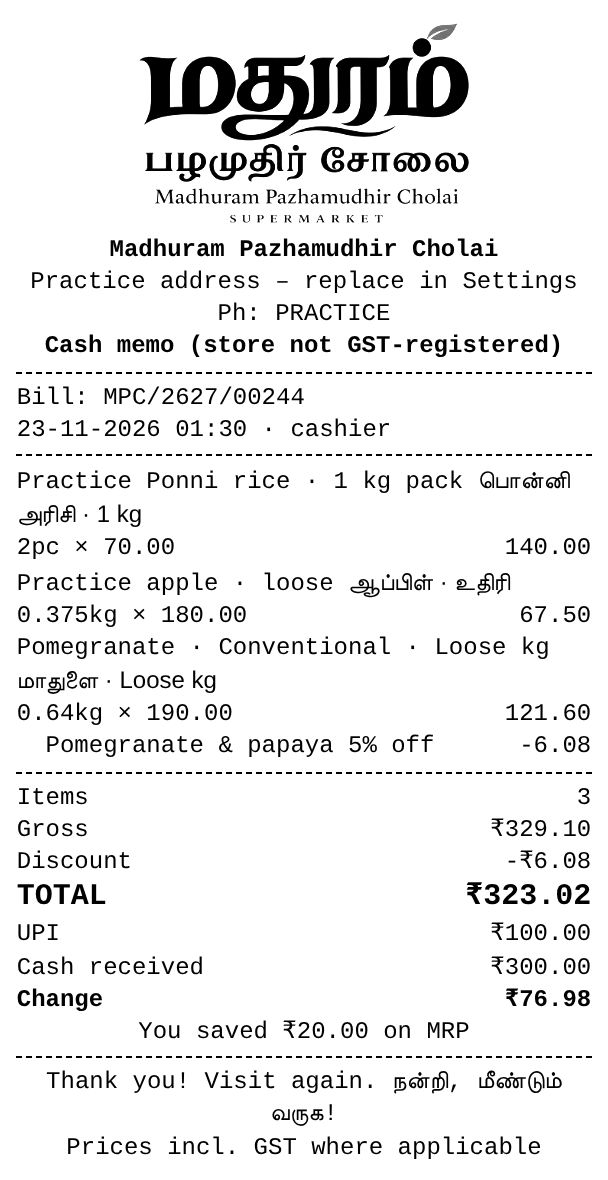 மதுரம்
பழமுதிர் சோலை
Madhuram Pazhamudhir Cholai
SUPERMARKET
Madhuram Pazhamudhir Cholai
Practice address – replace in Settings
Ph: PRACTICE
Cash memo (store not GST-registered)
Bill: MPC/2627/00244
23-11-2026 01:30 · cashier
Practice Ponni rice · 1 kg pack பொன்னி
அரிசி · 1 kg
2pc × 70.00 140.00
Practice apple · loose ஆப்பிள் · உதிரி
0.375kg × 180.00 67.50
Pomegranate · Conventional · Loose kg
மாதுளை · Loose kg
0.64kg × 190.00 121.60
Pomegranate & papaya 5% off -6.08
Items 3
Gross ₹329.10
Discount -₹6.08
TOTAL ₹323.02
UPI ₹100.00
Cash received ₹300.00
Change ₹76.98
You saved ₹20.00 on MRP
Thank you! Visit again. நன்றி, மீண்டும்
வருக!
Prices incl. GST where applicable